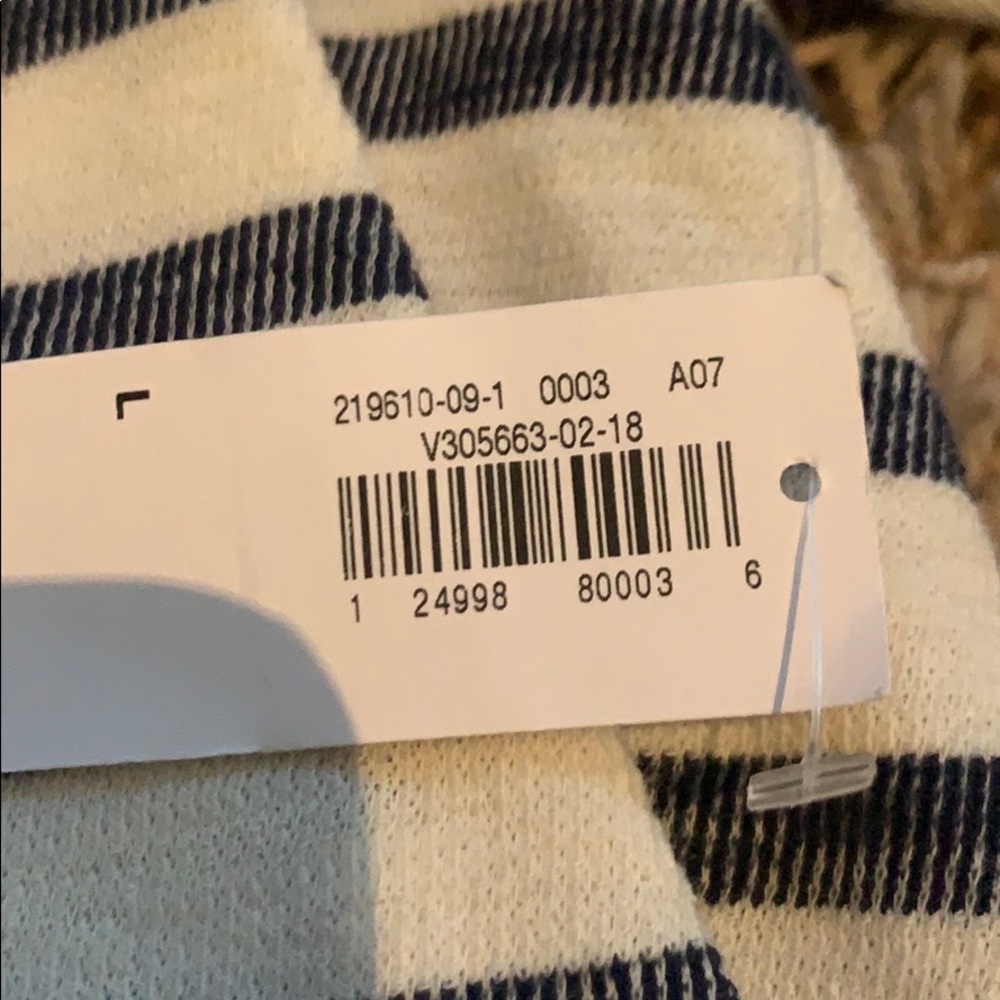 L
219610-09-1 0003 A07
V305663-02-18
1 24998 80003 6